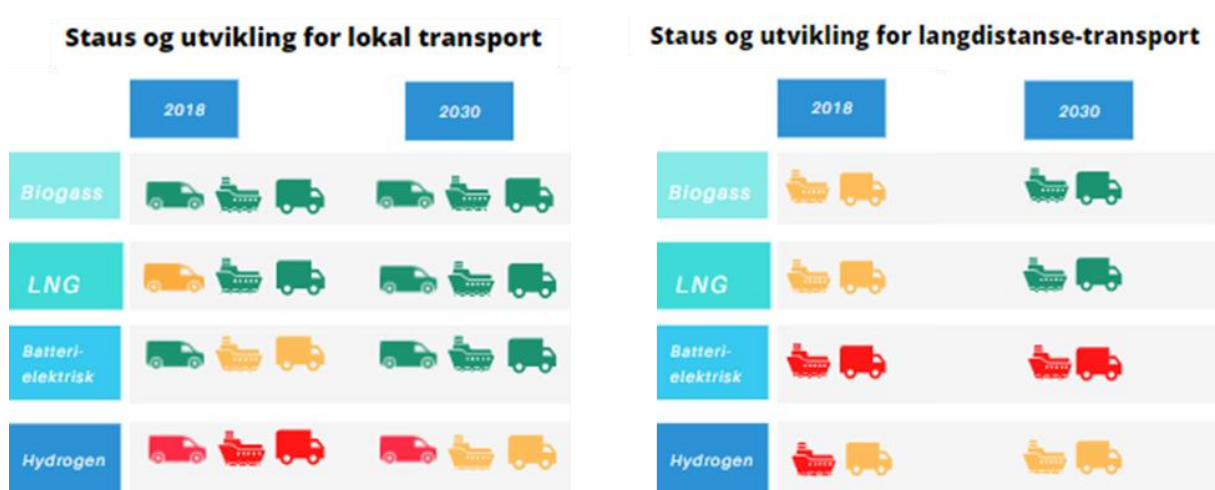 Staus og utvikling for lokal transport
2018
2030
Biogass
LNG
Batteri-
elektrisk
Hydrogen
Staus og utvikling for langdistanse-transport
2018
2030
Biogass
LNG
Batteri-
elektrisk
Hydrogen